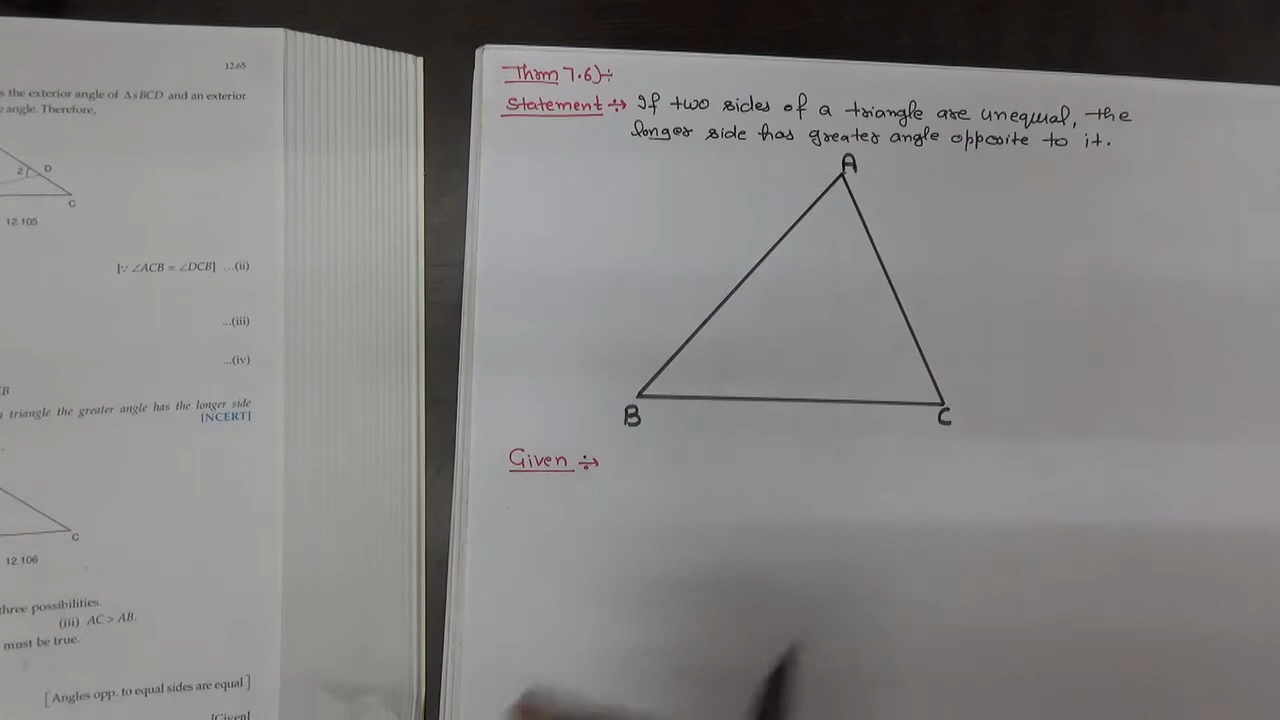 12.65
s the exterior angle of ΔsBCD and an exterior
e angle. Therefore,
2
D
C
12.105
[∵ ∠ACB = ∠DCB] ...(ii)
...(iii)
...(iv)
B
triangle the greater angle has the longer side
[NCERT]
C
12.106
three possibilities.
(iii) AC > AB.
must be true.
[Angles opp. to equal sides are equal]
[Given]
Thm 7.6)÷
Statement ÷→ If two sides of a triangle are unequal, the
longer side has greater angle opposite to it.
A
B
C
Given ÷→